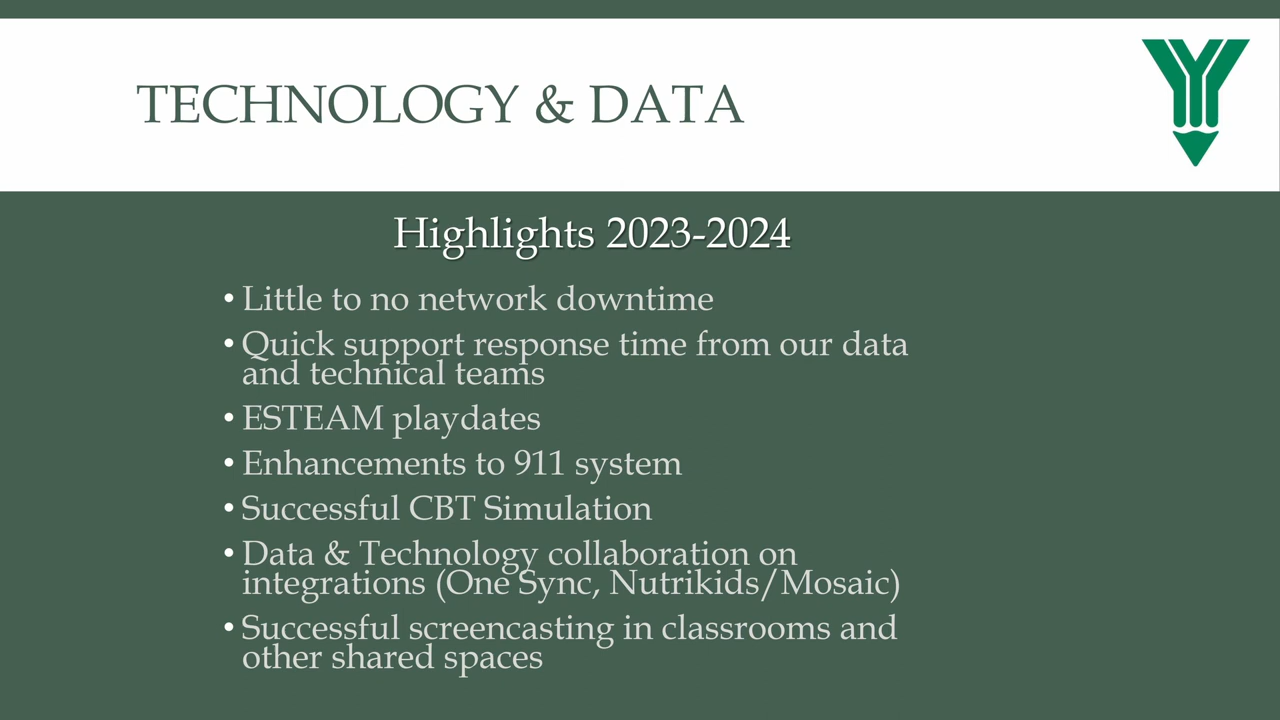 TECHNOLOGY & DATA
Highlights 2023-2024
• Little to no network downtime
• Quick support response time from our data
and technical teams
• ESTEAM playdates
• Enhancements to 911 system
• Successful CBT Simulation
• Data & Technology collaboration on
integrations (One Sync, Nutrikids/Mosaic)
• Successful screencasting in classrooms and
other shared spaces